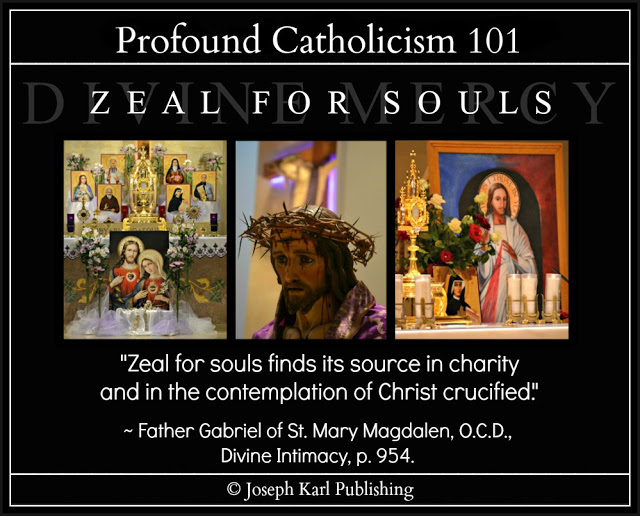 Profound Catholicism 101
DIVINE MERCY
ZEAL FOR SOULS
"Zeal for souls finds its source in charity
and in the contemplation of Christ crucified."
~ Father Gabriel of St. Mary Magdalen, O.C.D.,
Divine Intimacy, p. 954.
© Joseph Karl Publishing